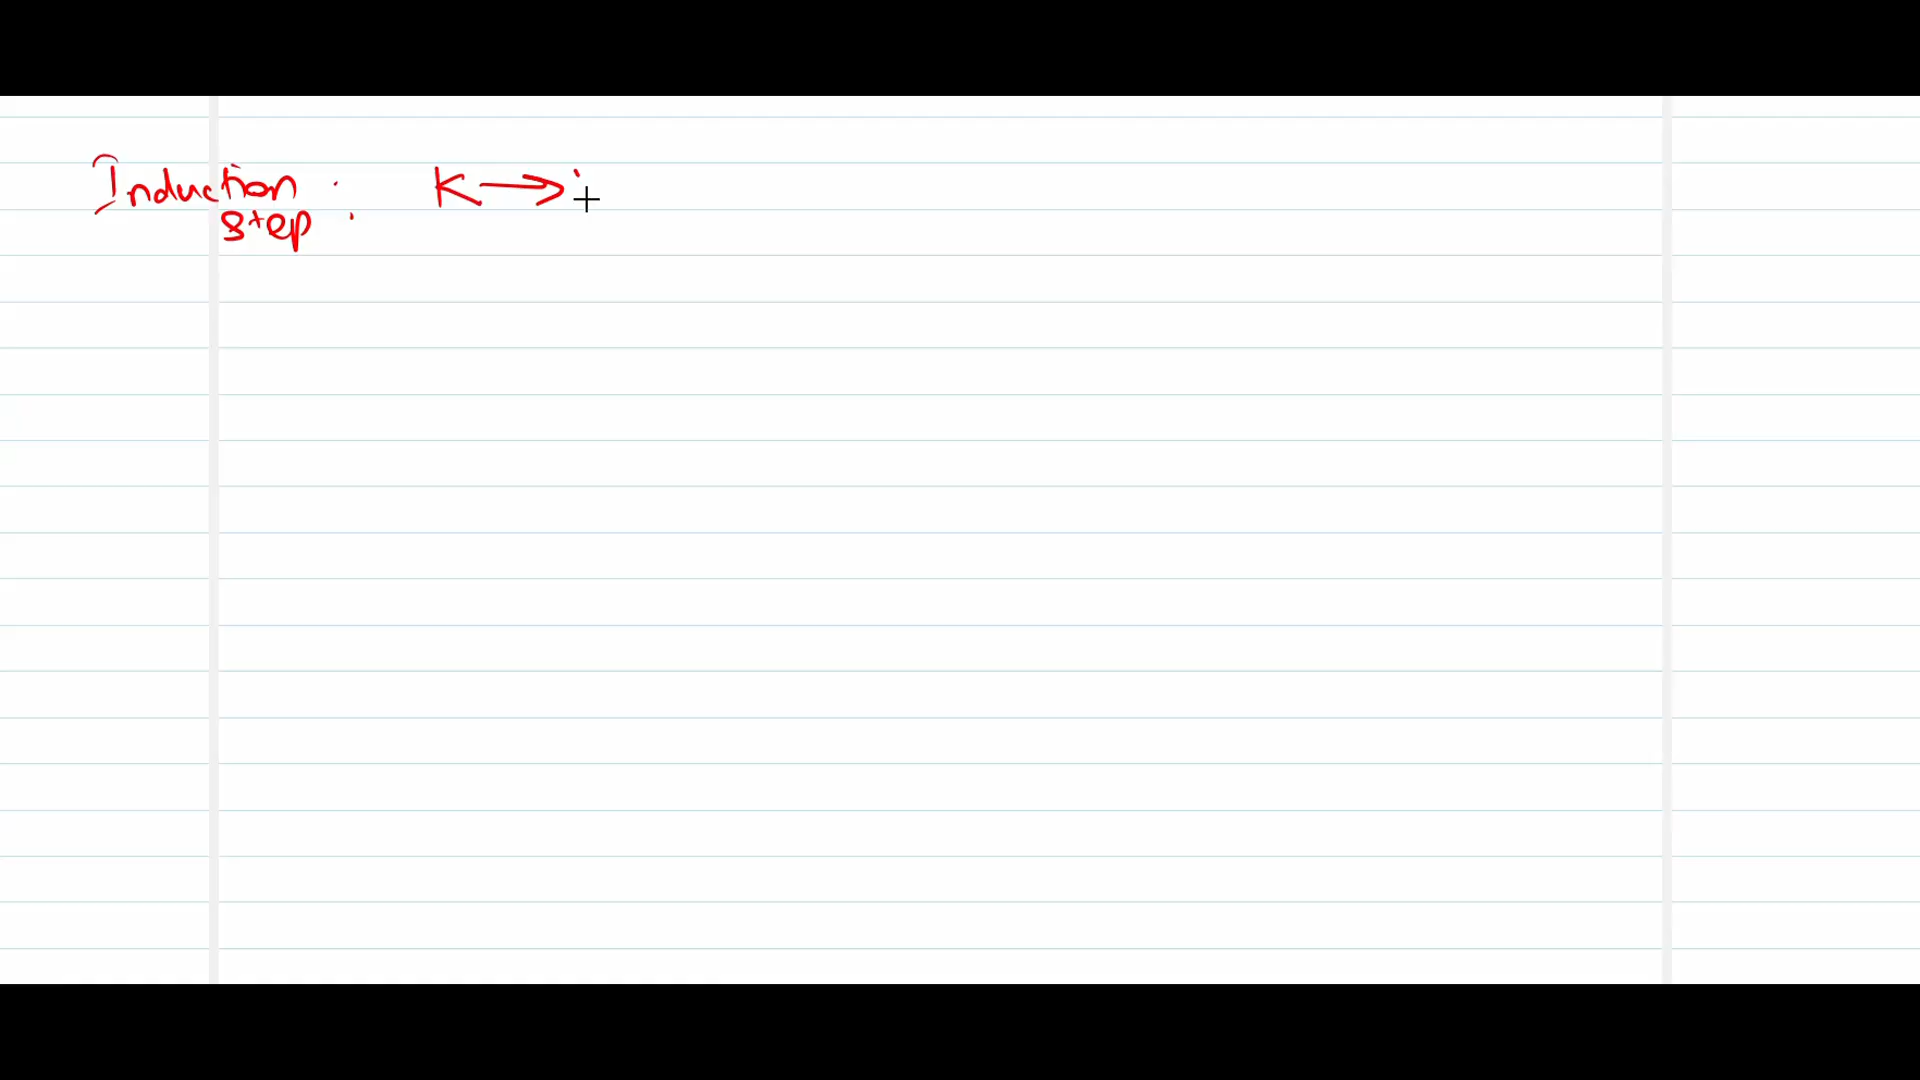 Induction : K →
step :